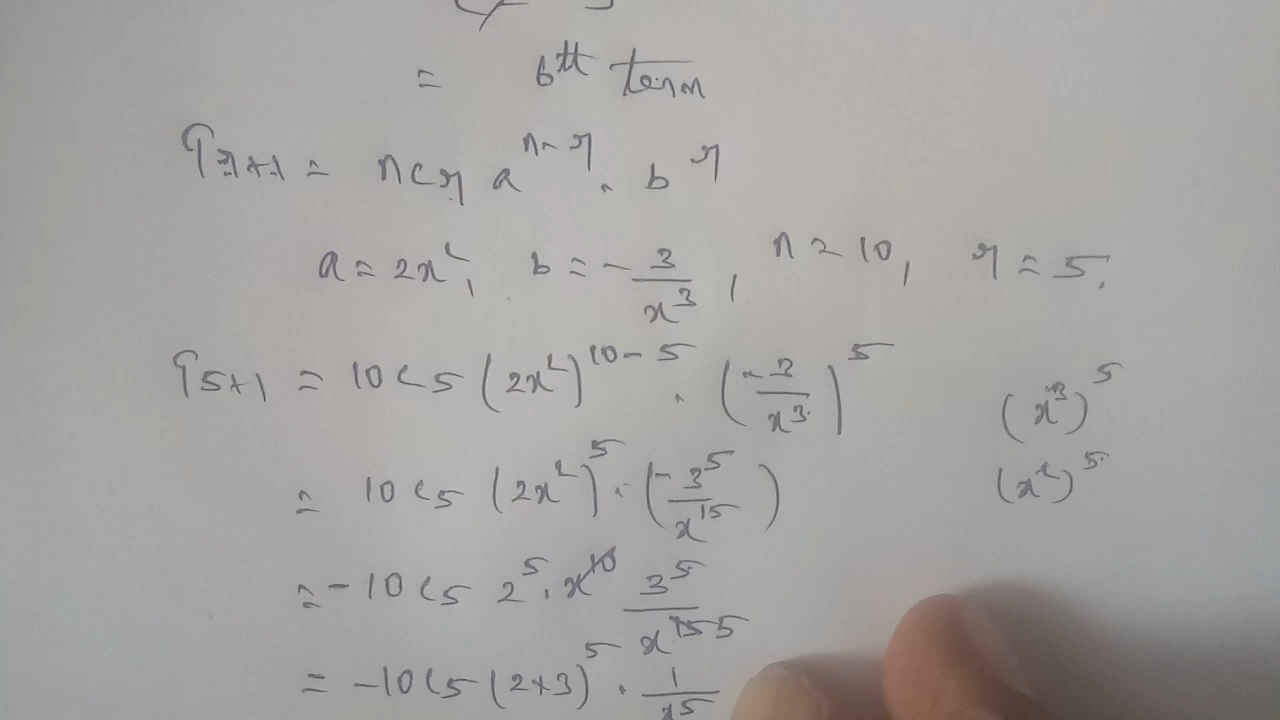 = 6th term
Tr+1 = ncr a^n-r . b^r
a = 2x², b = - 3/x³, n = 10, r = 5.
T5+1 = 10c5 (2x²)^10-5 . (-3/x³)^5 (x³)^5
= 10c5 (2x²)^5 . (-3^5/x^15) (x²)^5
= -10c5 2^5 . x^10 3^5/x^15 5
= -10c5 (2×3)^5 . 1/x^5